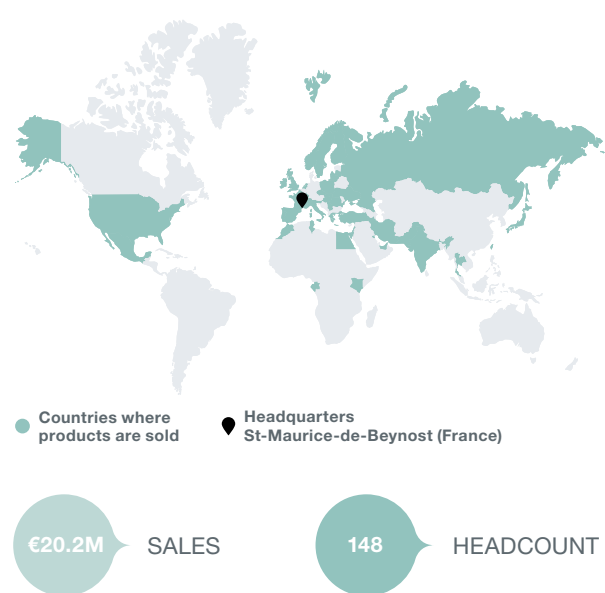 Countries where
products are sold
Headquarters
St-Maurice-de-Beynost (France)
€20.2M
SALES
148
HEADCOUNT